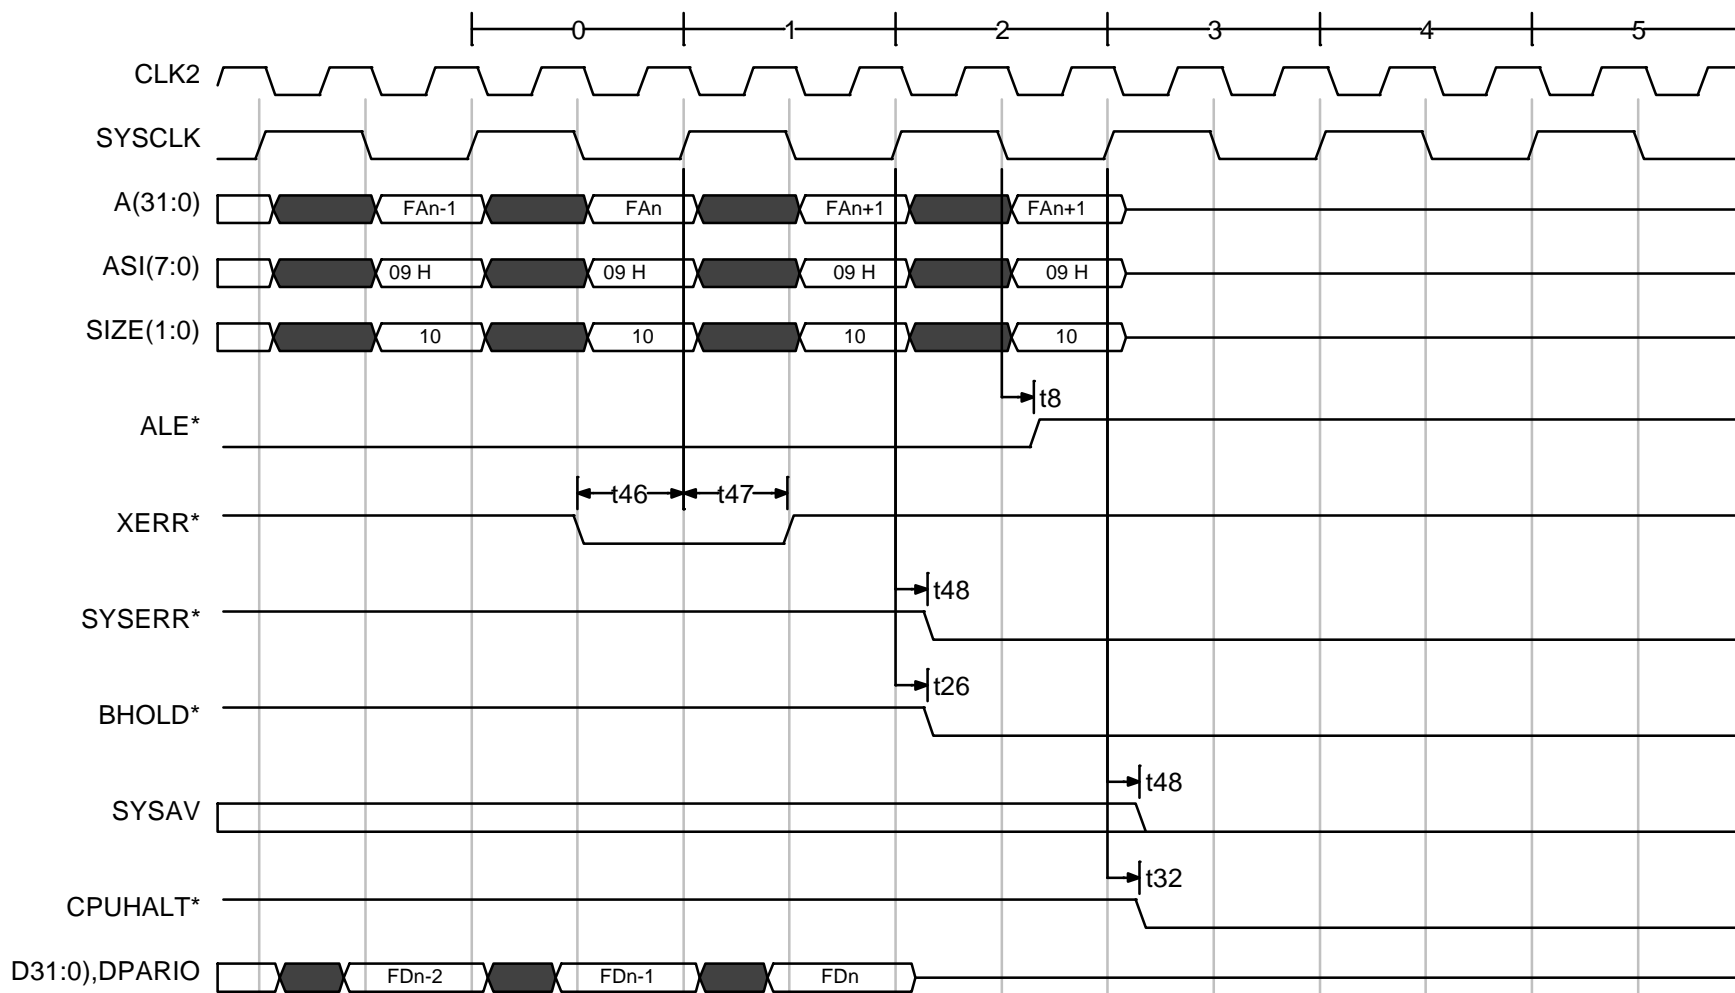 0 1 2 3 4 5
CLK2
SYSCLK
A(31:0) FAn-1 FAn FAn+1 FAn+1
ASI(7:0) 09 H 09 H 09 H 09 H
SIZE(1:0) 10 10 10 10
t8
ALE*
t46 t47
XERR*
t48
SYSERR*
t26
BHOLD*
t48
SYSAV
t32
CPUHALT*
D31:0),DPARIO FDn-2 FDn-1 FDn